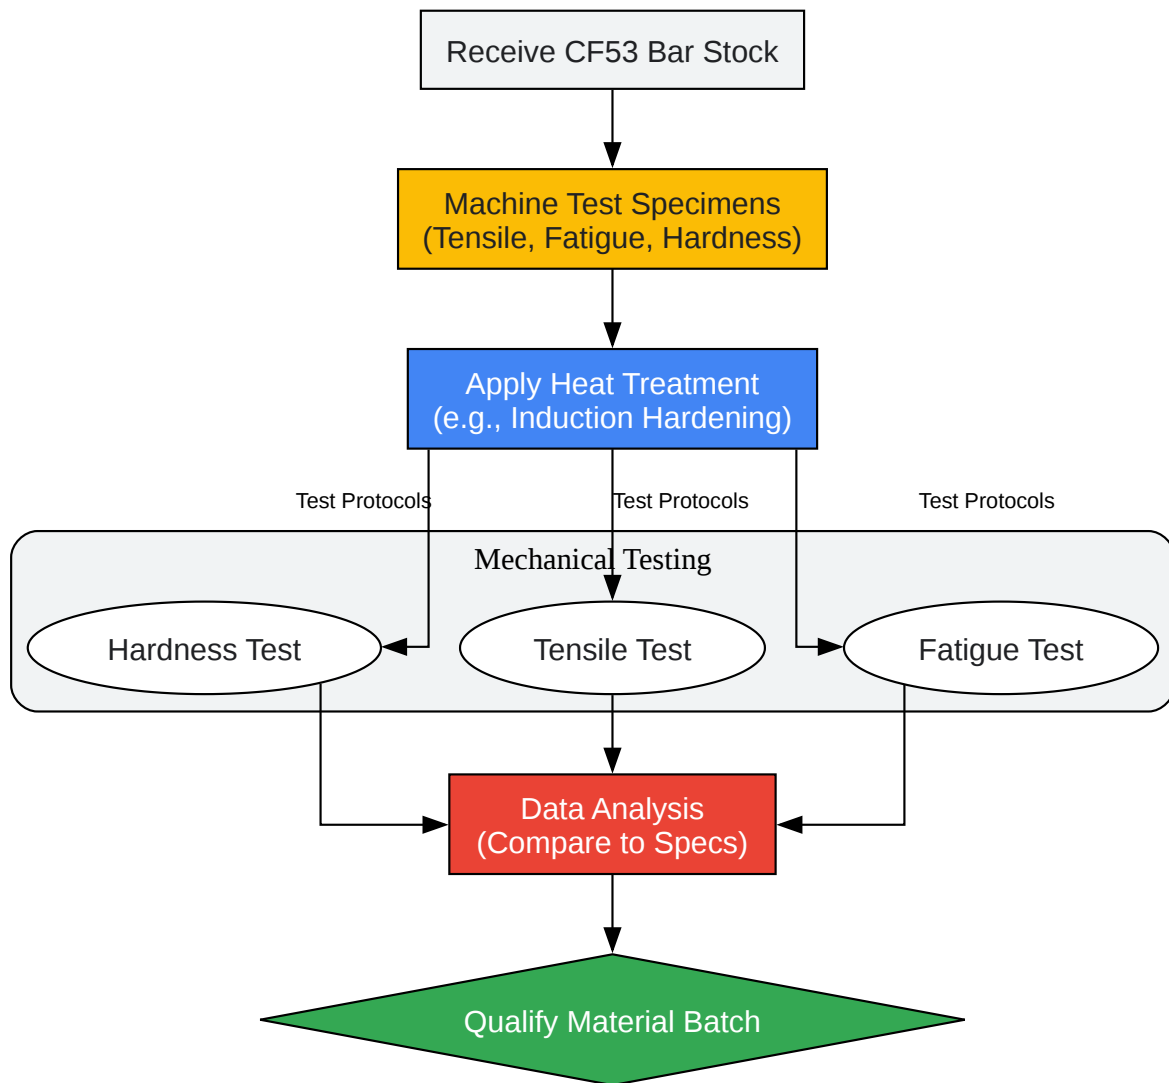 Receive CF53 Bar Stock
Machine Test Specimens
(Tensile, Fatigue, Hardness)
Apply Heat Treatment
(e.g., Induction Hardening)
Test Protocols
Test Protocols
Test Protocols
Mechanical Testing
Hardness Test
Tensile Test
Fatigue Test
Data Analysis
(Compare to Specs)
Qualify Material Batch